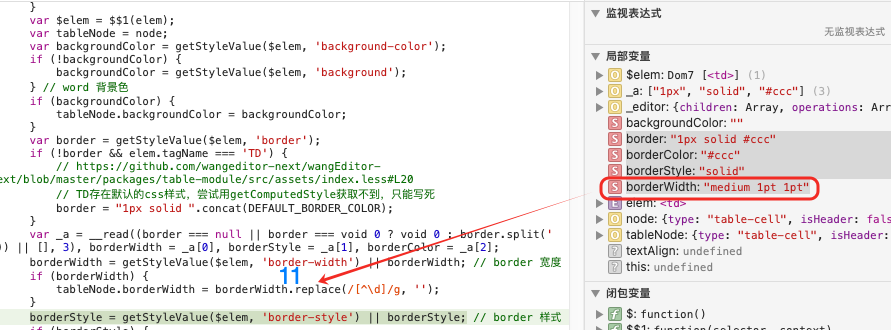 }
var $elem = $$1(elem);
var tableNode = node;
var backgroundColor = getStyleValue($elem, 'background-color');
if (!backgroundColor) {
backgroundColor = getStyleValue($elem, 'background');
} // word 背景色
if (backgroundColor) {
tableNode.backgroundColor = backgroundColor;
}
var border = getStyleValue($elem, 'border');
if (!border && elem.tagName === 'TD') {
// https://github.com/wangeditor-next/wangEditor-
ext/blob/master/packages/table-module/src/assets/index.less#L20
// TD存在默认的css样式，尝试用getComputedStyle获取不到，只能写死
border = "1px solid ".concat(DEFAULT_BORDER_COLOR);
}
var _a = __read((border === null || border === void 0 ? void 0 : border.split(' 
)) || [], 3), borderWidth = _a[0], borderStyle = _a[1], borderColor = _a[2];
borderWidth = getStyleValue($elem, 'border-width') || borderWidth; // border 宽度
if (borderWidth) {
11
tableNode.borderWidth = borderWidth.replace(/[^\d]/g, '');
}
borderStyle = getStyleValue($elem, 'border-style') || borderStyle; // border 样式
监视表达式
无监视表达式
局部变量
$elem: Dom7 [<td>] (1)
_a: ["1px", "solid", "#ccc"] (3)
_editor: {children: Array, operations: Arr
backgroundColor: ""
border: "1px solid #ccc"
borderColor: "#ccc"
borderStyle: "solid"
borderWidth: "medium 1pt 1pt"
elem: <td>
node: {type: "table-cell", isHeader: fals
tableNode: {type: "table-cell", isHeader:
textAlign: undefined
this: undefined
闭包变量
$: function()